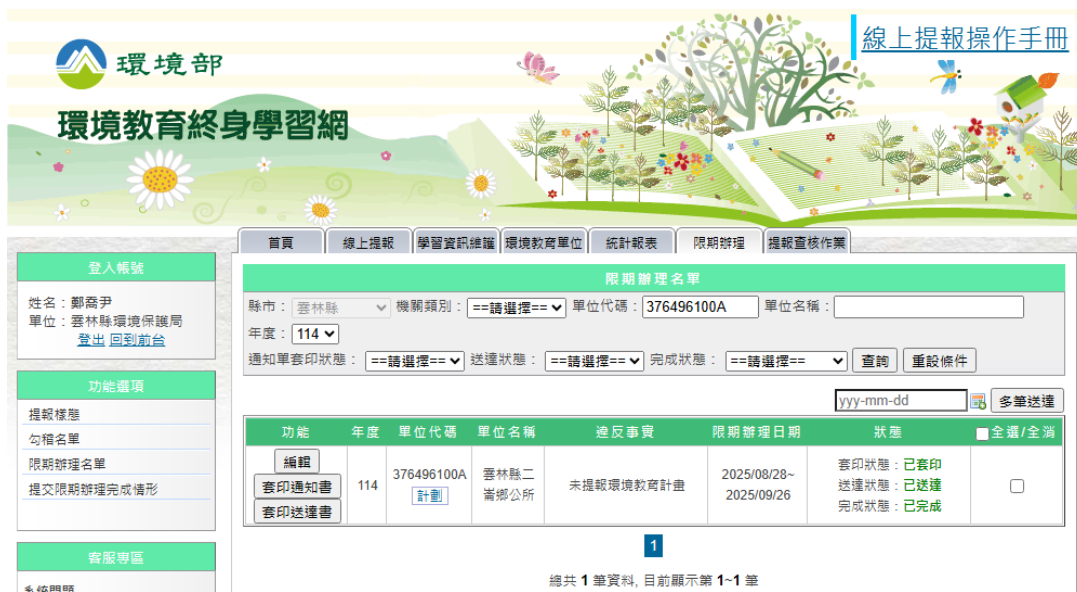 線上提報操作手冊
環境部
環境教育終身學習網
首頁 線上提報 學習資訊維護 環境教育單位 統計報表 限期辦理 提報查核作業
登入帳號
姓名：鄭喬尹
單位：雲林縣環境保護局
登出 回到前台
功能選項
提報樣態
勾稽名單
限期辦理名單
提交限期辦理完成情形
客服專區
系統問題
限期辦理名單
縣市： 雲林縣 機關類別： ==請選擇== 單位代碼： 376496100A 單位名稱：
年度： 114
通知單套印狀態： ==請選擇== 送達狀態： ==請選擇== 完成狀態： ==請選擇== 查詢 重設條件
yyy-mm-dd 多筆送達
功能 年度 單位代碼 單位名稱 違反事實 限期辦理日期 狀態 全選/全消
編輯
套印通知書
套印送達書
114
376496100A
計劃
雲林縣二
崙鄉公所
未提報環境教育計畫
2025/08/28~
2025/09/26
套印狀態：已套印
送達狀態：已送達
完成狀態：已完成
1
總共 1 筆資料, 目前顯示第 1~1 筆